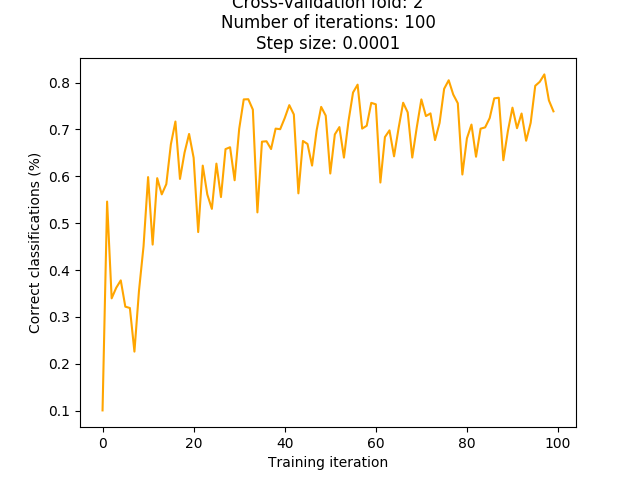 Cross-validation fold: 2
Number of iterations: 100
Step size: 0.0001
0.8
0.7
0.6
0.5
0.4
0.3
0.2
0.1
Correct classifications (%)
0 20 40 60 80 100
Training iteration